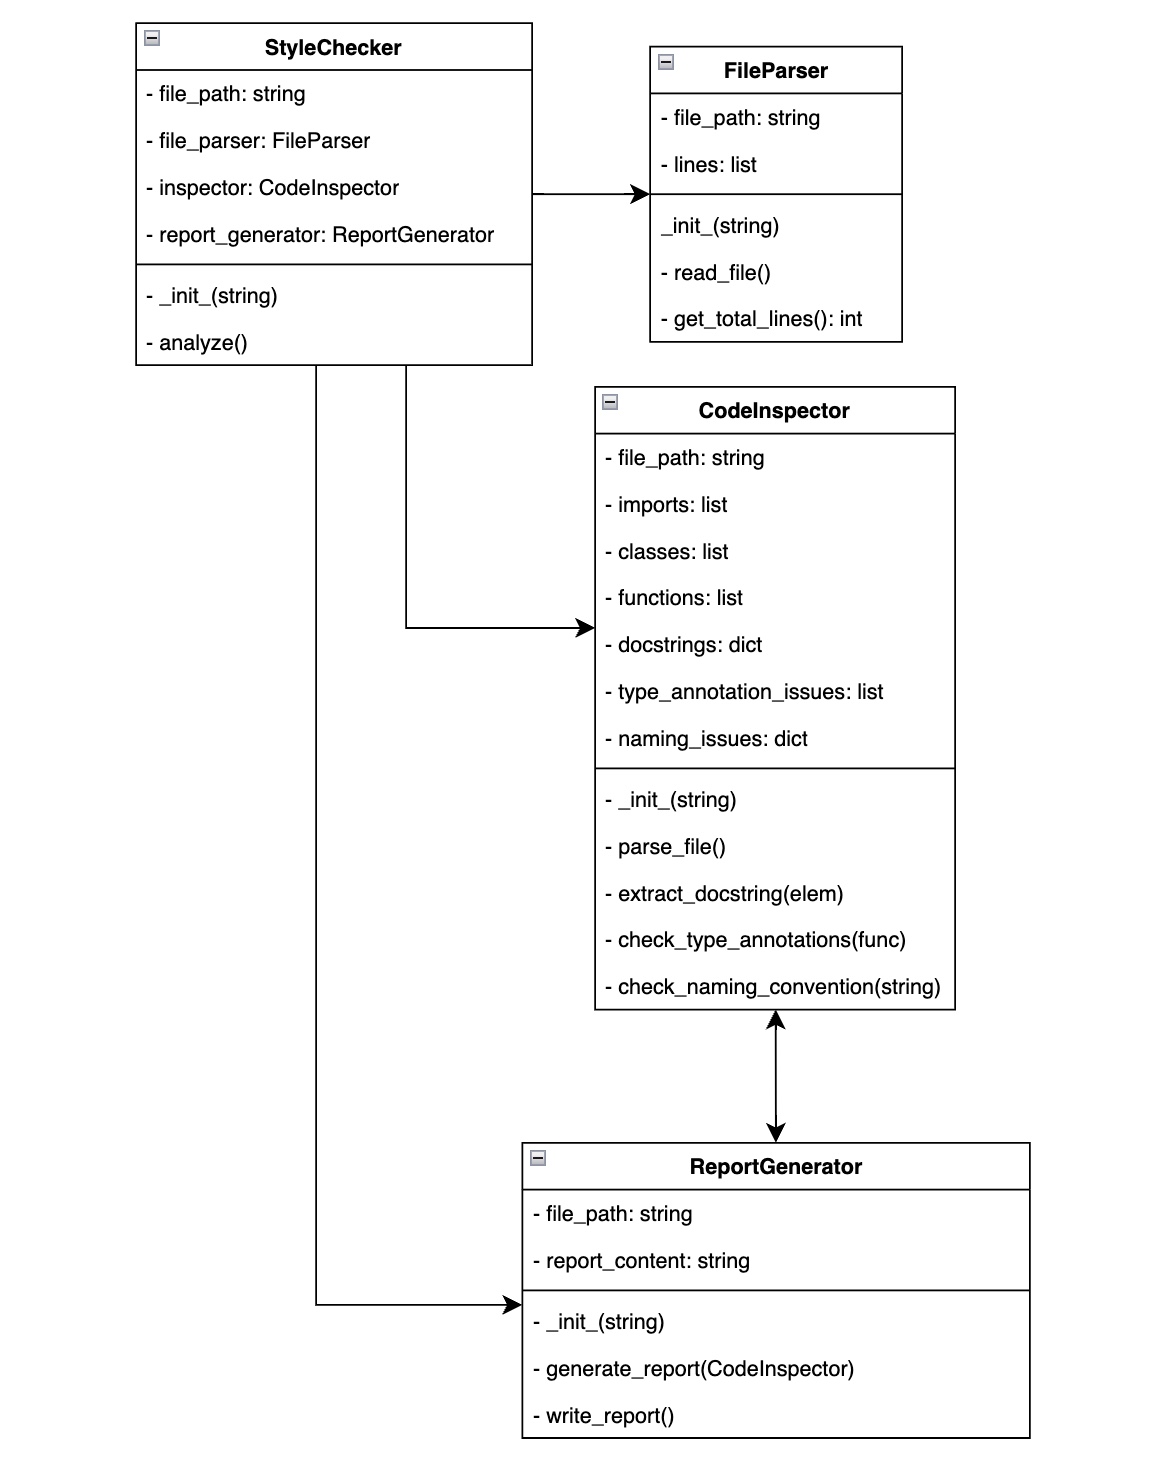 StyleChecker
- file_path: string
- file_parser: FileParser
- inspector: CodeInspector
- report_generator: ReportGenerator
- _init_(string)
- analyze()
FileParser
- file_path: string
- lines: list
_init_(string)
- read_file()
- get_total_lines(): int
CodeInspector
- file_path: string
- imports: list
- classes: list
- functions: list
- docstrings: dict
- type_annotation_issues: list
- naming_issues: dict
- _init_(string)
- parse_file()
- extract_docstring(elem)
- check_type_annotations(func)
- check_naming_convention(string)
ReportGenerator
- file_path: string
- report_content: string
- _init_(string)
- generate_report(CodeInspector)
- write_report()